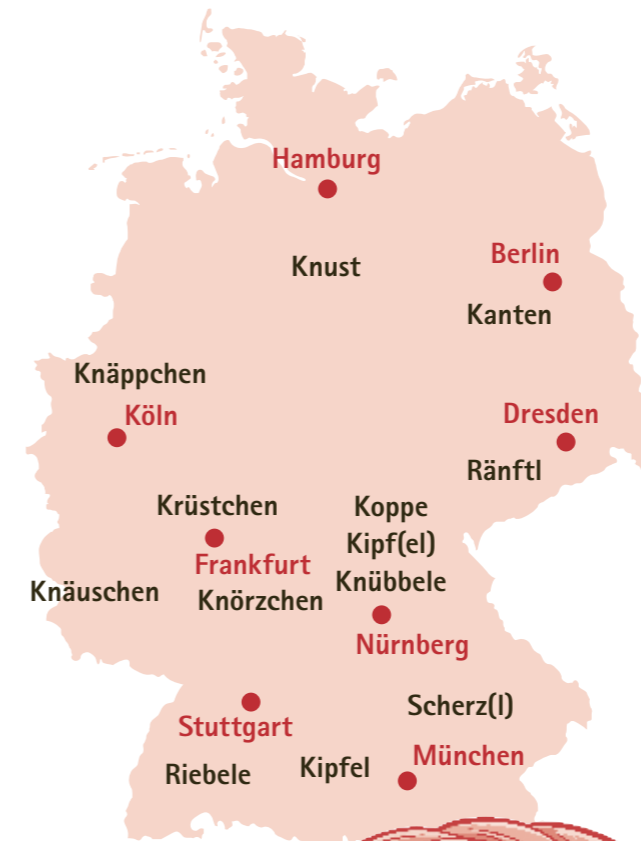 Hamburg
Knust
Berlin
Kanten
Knäppchen
Köln
Dresden
Ränftl
Krüstchen
Koppe
Kipf(el)
Frankfurt
Knübbele
Knäuschen
Knörzchen
Nürnberg
Scherz(l)
Stuttgart
München
Kipfel
Riebele